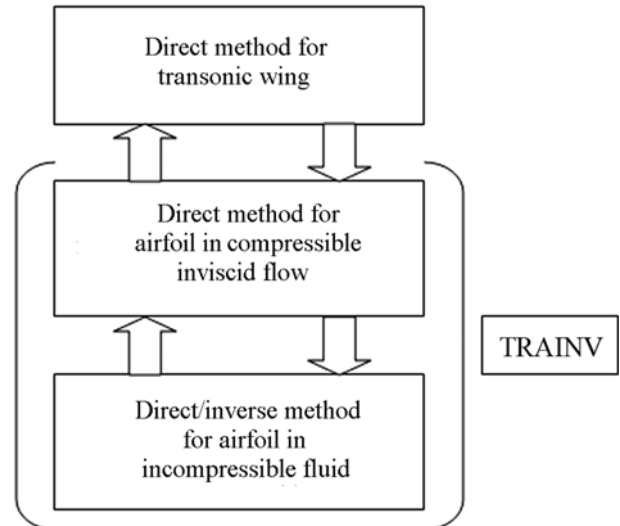 Direct method for
transonic wing
Direct method for
airfoil in compressible
inviscid flow
TRAINV
Direct/inverse method
for airfoil in
incompressible fluid